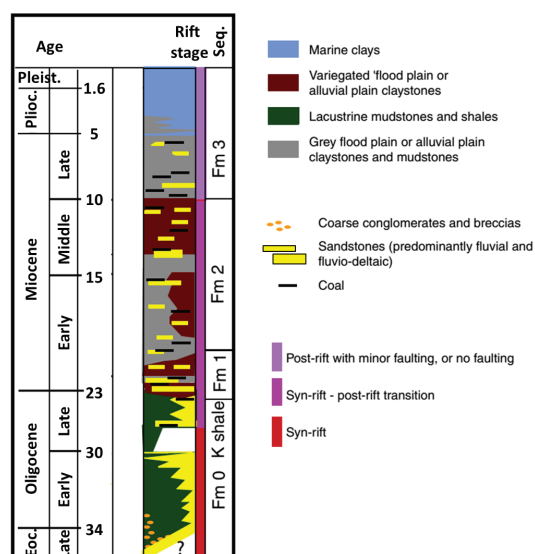 Age
Rift
stage
Seq.
Pleist.
Plioc.
Miocene
Oligocene
Eoc.
Late
Middle
Early
Late
Early
Late
1.6
5
10
15
23
30
34
?
Fm 3
Fm 2
Fm 1
K shale
Fm 0
Marine clays
Variegated 'flood plain or
alluvial plain claystones
Lacustrine mudstones and shales
Grey flood plain or alluvial plain
claystones and mudstones
Coarse conglomerates and breccias
Sandstones (predominantly fluvial and
fluvio-deltaic)
Coal
Post-rift with minor faulting, or no faulting
Syn-rift - post-rift transition
Syn-rift